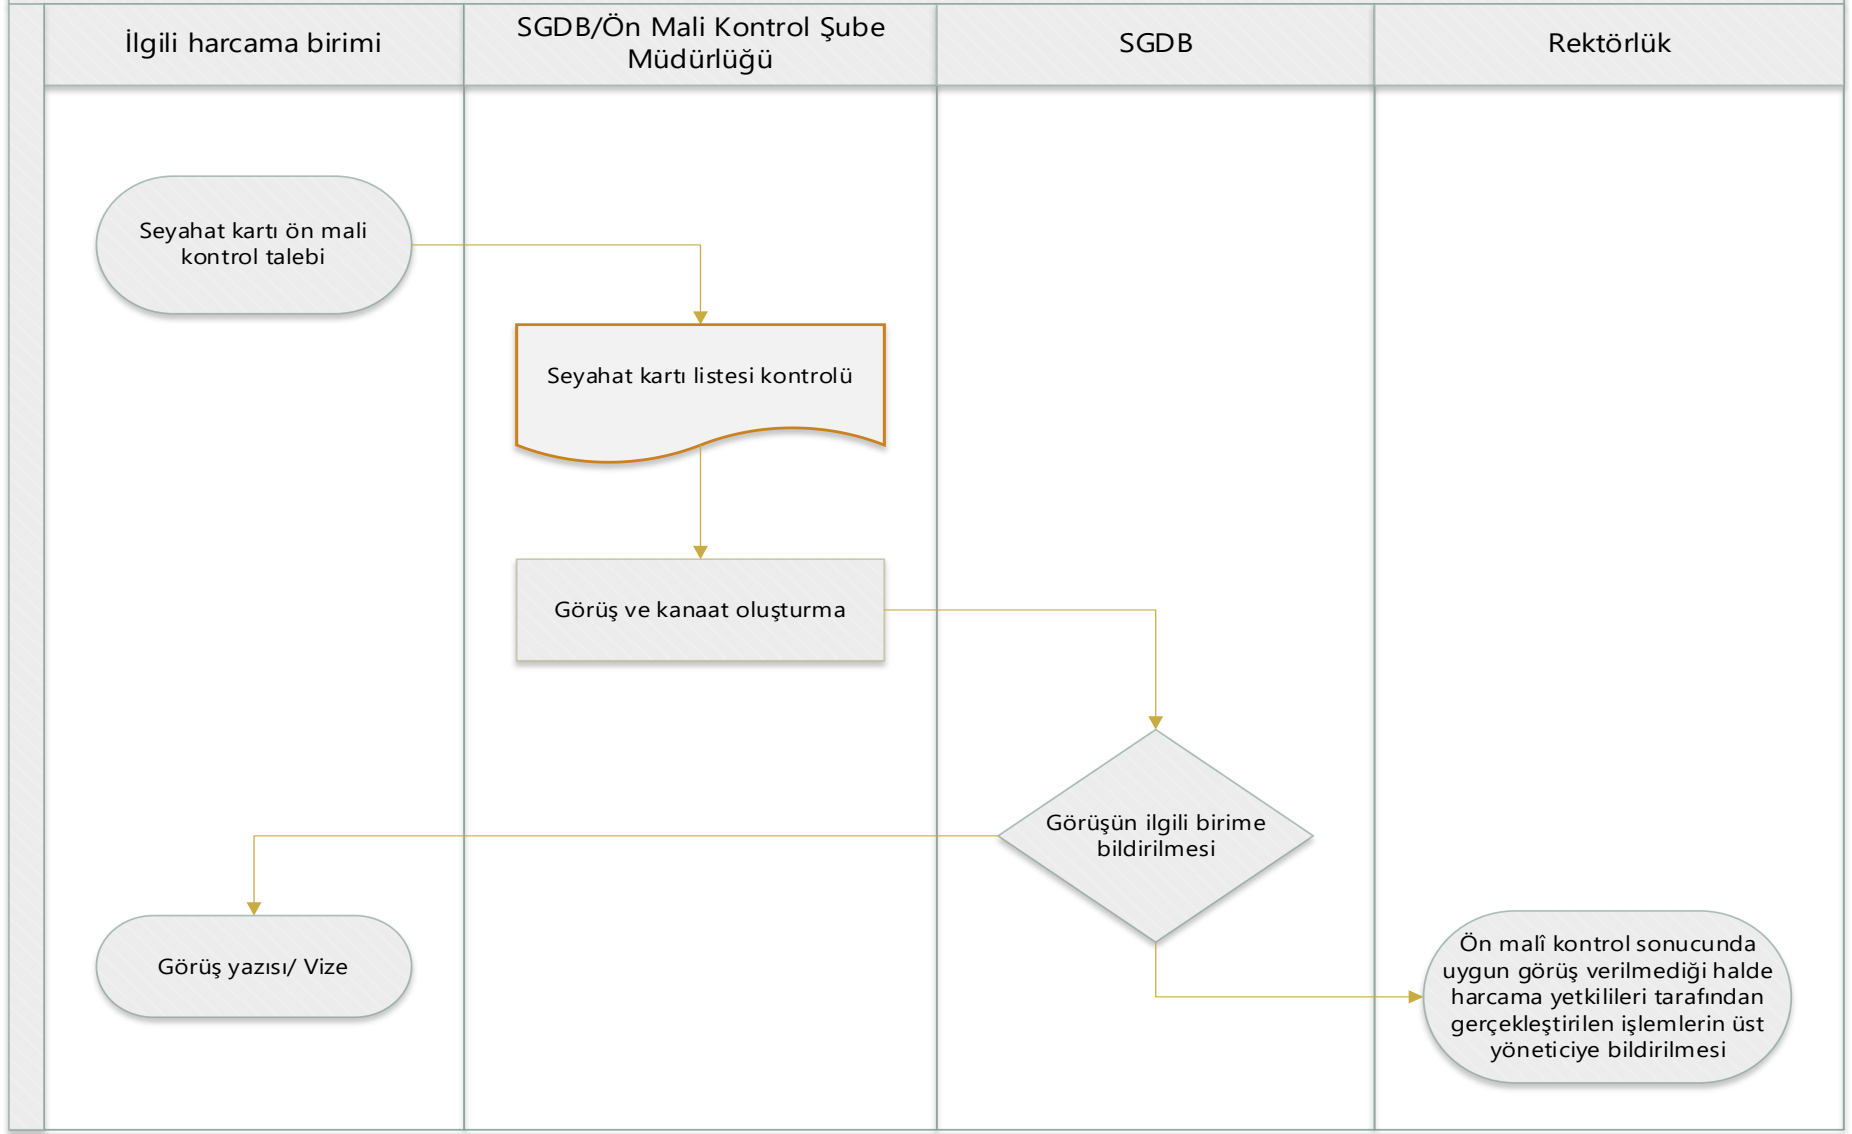 İlgili harcama birimi
SGDB/Ön Mali Kontrol Şube
Müdürlüğü
SGDB
Rektörlük
Seyahat kartı ön mali
kontrol talebi
Seyahat kartı listesi kontrolü
Görüş ve kanaat oluşturma
Görüşün ilgili birime
bildirilmesi
Görüş yazısı/ Vize
Ön malî kontrol sonucunda
uygun görüş verilmediği halde
harcama yetkilileri tarafından
gerçekleştirilen işlemlerin üst
yöneticiye bildirilmesi